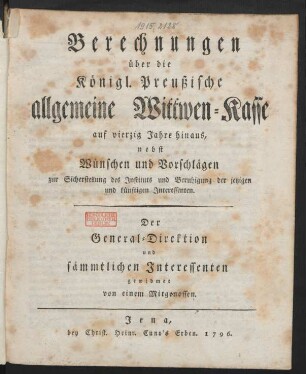 1915/2125
Berechnungen
über die
Königl. Preußische
allgemeine Wittwen-Kasse
auf vierzig Jahre hinaus,
nebst
Wünschen und Vorschlägen
zur Sicherstellung des Instituts und Beruhigung der jetzigen
und künftigen Interessenten.
Der
General-Direktion
und
sämmtlichen Interessenten
gewidmet
von einem Mitgenossen.
Jena,
bey Christ. Heinr. Cuno's Erben. 1796.